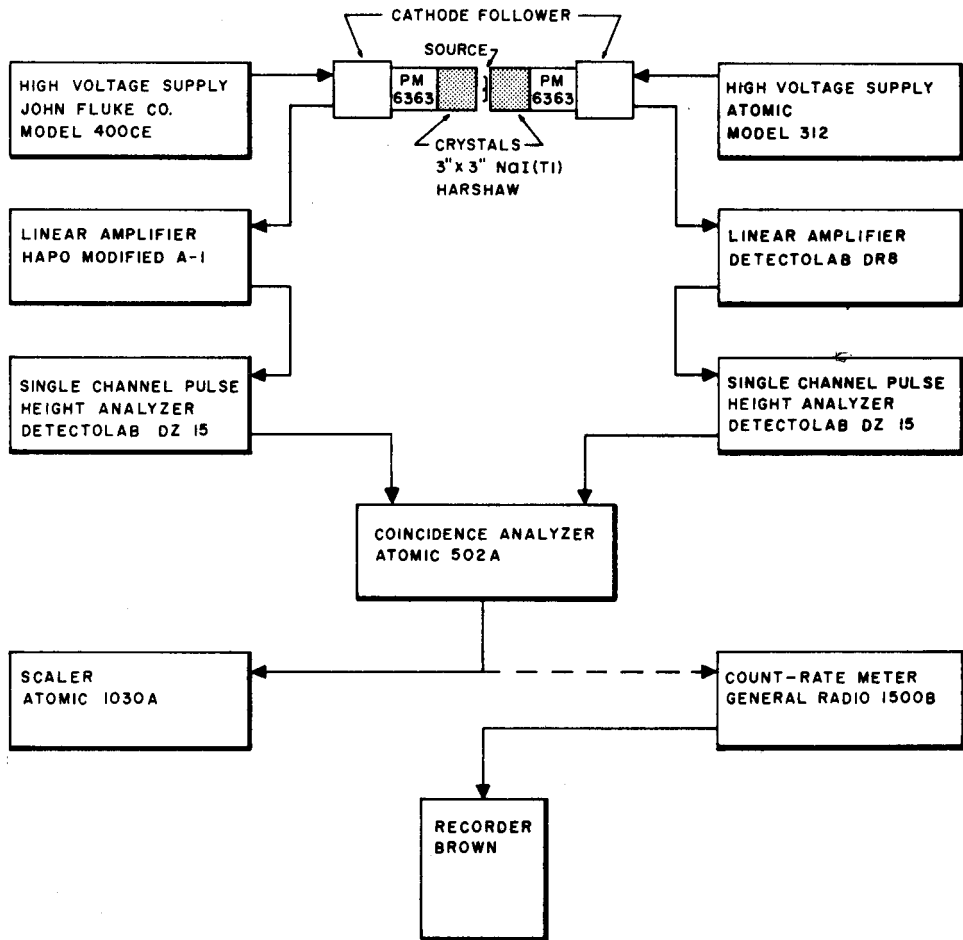 CATHODE FOLLOWER
SOURCE
HIGH VOLTAGE SUPPLY
JOHN FLUKE CO.
MODEL 400CE
PM
6363
PM
6363
HIGH VOLTAGE SUPPLY
ATOMIC
MODEL 312
CRYSTALS
3"X 3" NaI(Tl)
HARSHAW
LINEAR AMPLIFIER
HAPO MODIFIED A-1
LINEAR AMPLIFIER
DETECTOLAB DR8
SINGLE CHANNEL PULSE
HEIGHT ANALYZER
DETECTOLAB DZ 15
SINGLE CHANNEL PULSE
HEIGHT ANALYZER
DETECTOLAB DZ 15
COINCIDENCE ANALYZER
ATOMIC 502A
SCALER
ATOMIC 1030A
COUNT-RATE METER
GENERAL RADIO 1500B
RECORDER
BROWN